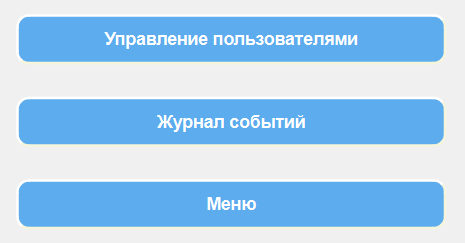 Управление пользователями
Журнал событий
Меню